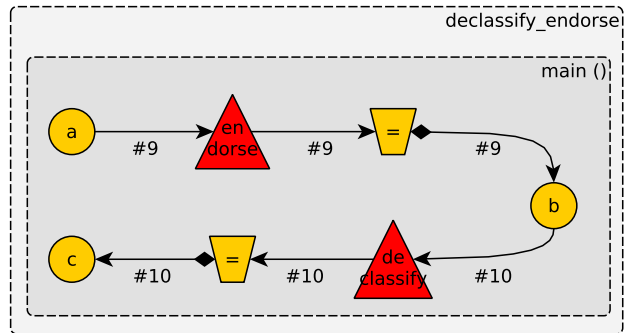 declassify_endorse
main ()
a
en
dorse
=
#9
#9
#9
b
c
=
de
classify
#10
#10
#10